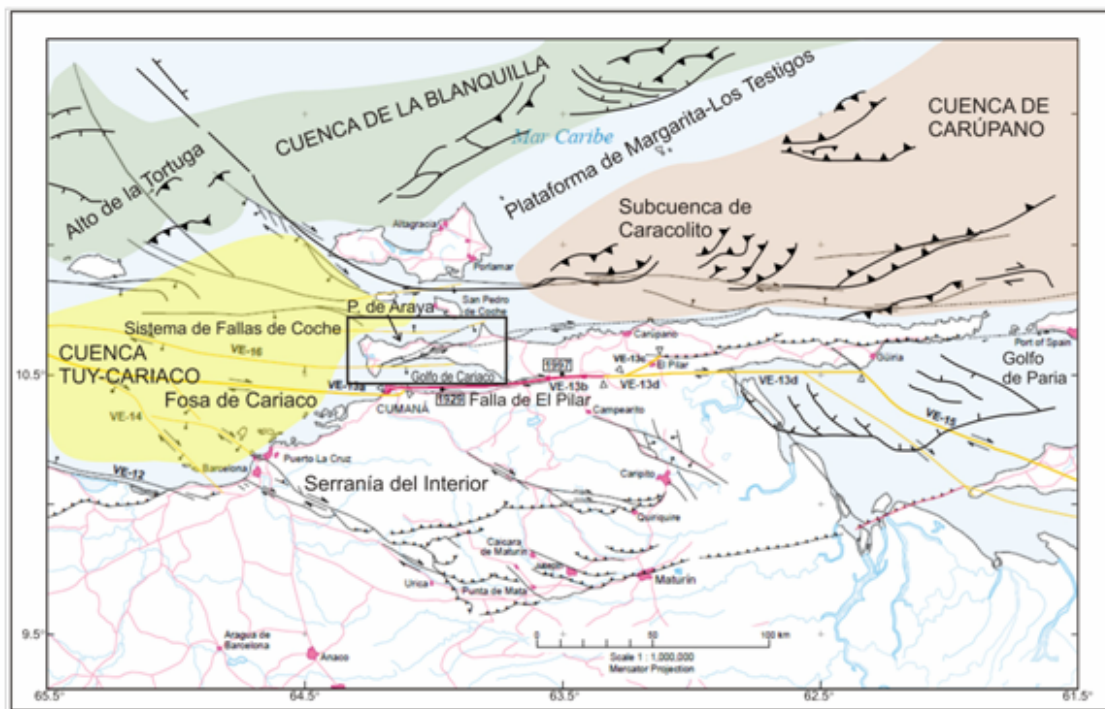 CUENCA DE LA BLANQUILLA
Mar Caribe
CUENCA DE
CARÚPANO
Alto de la Tortuga
Plataforma de Margarita-Los Testigos
Altagracia
Porlamar
Subcuenca de
Caracolito
San Pedro
de Coche
P. de Araya
Sistema de Fallas de Coche
VE-16
CUENCA
TUY-CARIACO
Fosa de Cariaco
VE-14
Golfo de Cariaco
Carúpano
1997
VE-13c
El Pilar
Güiria
Port of Spain
Golfo
de Paria
10.5°
VE-13a
VE-13b
VE-13d
VE-13d
CUMANÁ
1929
Falla de El Pilar
VE-15
Campearito
VE-12
Barcelona
Puerto La Cruz
Serranía del Interior
Caripito
Quiriquire
Caicara
de Maturín
Jusepín
Urica
Punta de Mata
Maturín
9.5°
Aragua de
Barcelona
Anaco
0
50
100 km
Scale 1 : 1,000,000
Mercator Projection
65.5°
64.5°
63.5°
62.5°
61.5°